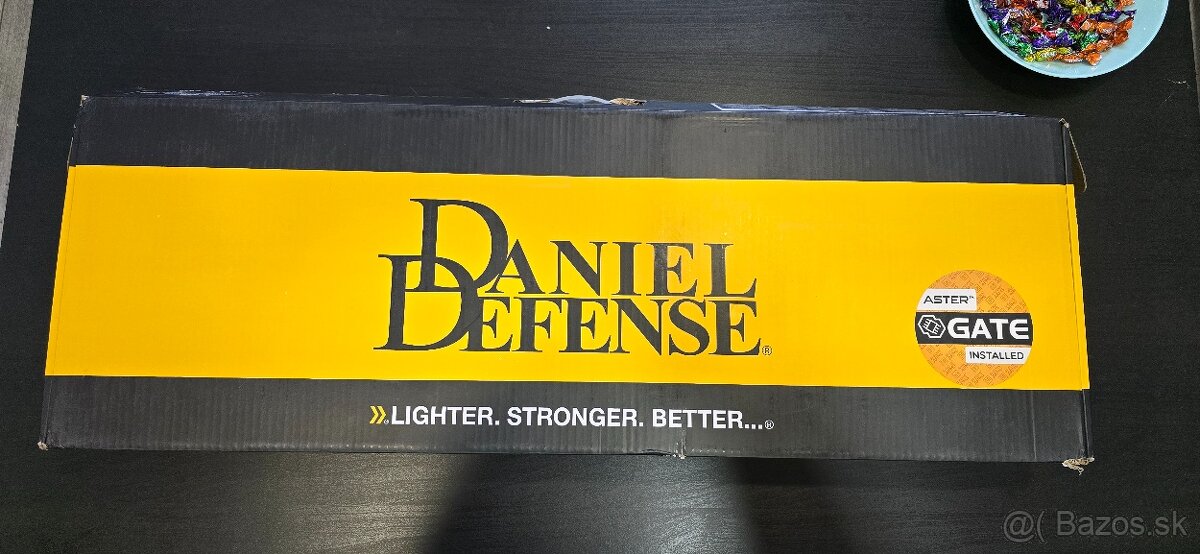 DANIEL
DEFENSE®
ASTER™
GATE
INSTALLED
».LIGHTER. STRONGER. BETTER...®
@( Bazos.sk